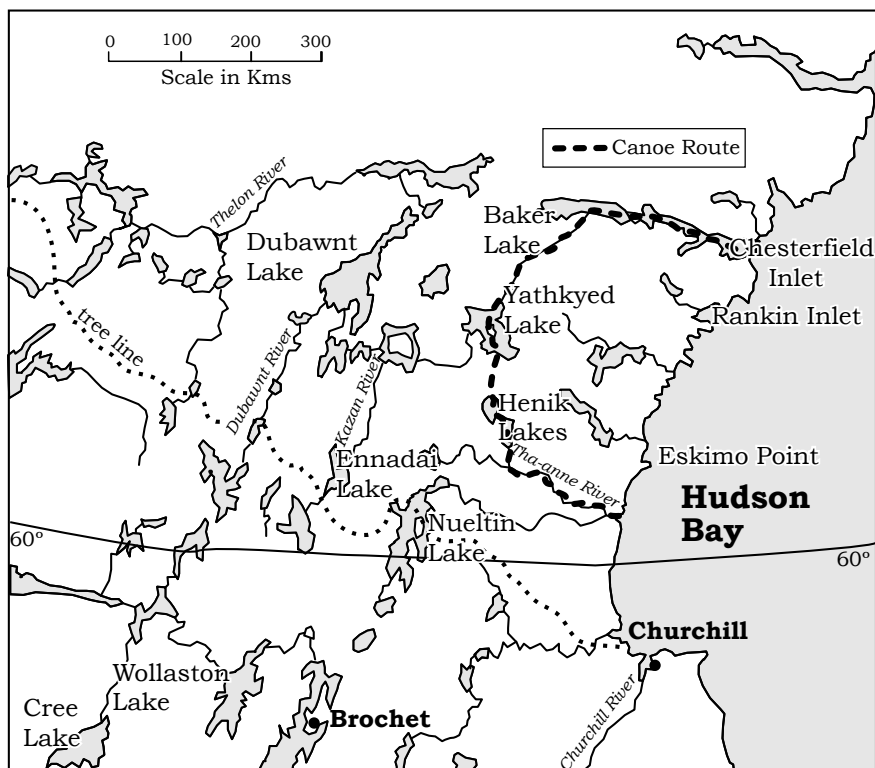 0 100 200 300
Scale in Kms
Canoe Route
Thelon River
Baker
Lake
Dubawnt
Lake
Chesterfield
Inlet
Yathkyed
Lake
Rankin Inlet
tree line
Dubawnt River
Kazan River
Henik
Lakes
Tha-anne River
Ennadai
Lake
Eskimo Point
Hudson
Bay
Nueltin
Lake
60°
60°
Churchill
Wollaston
Lake
Churchill River
Cree
Lake
Brochet